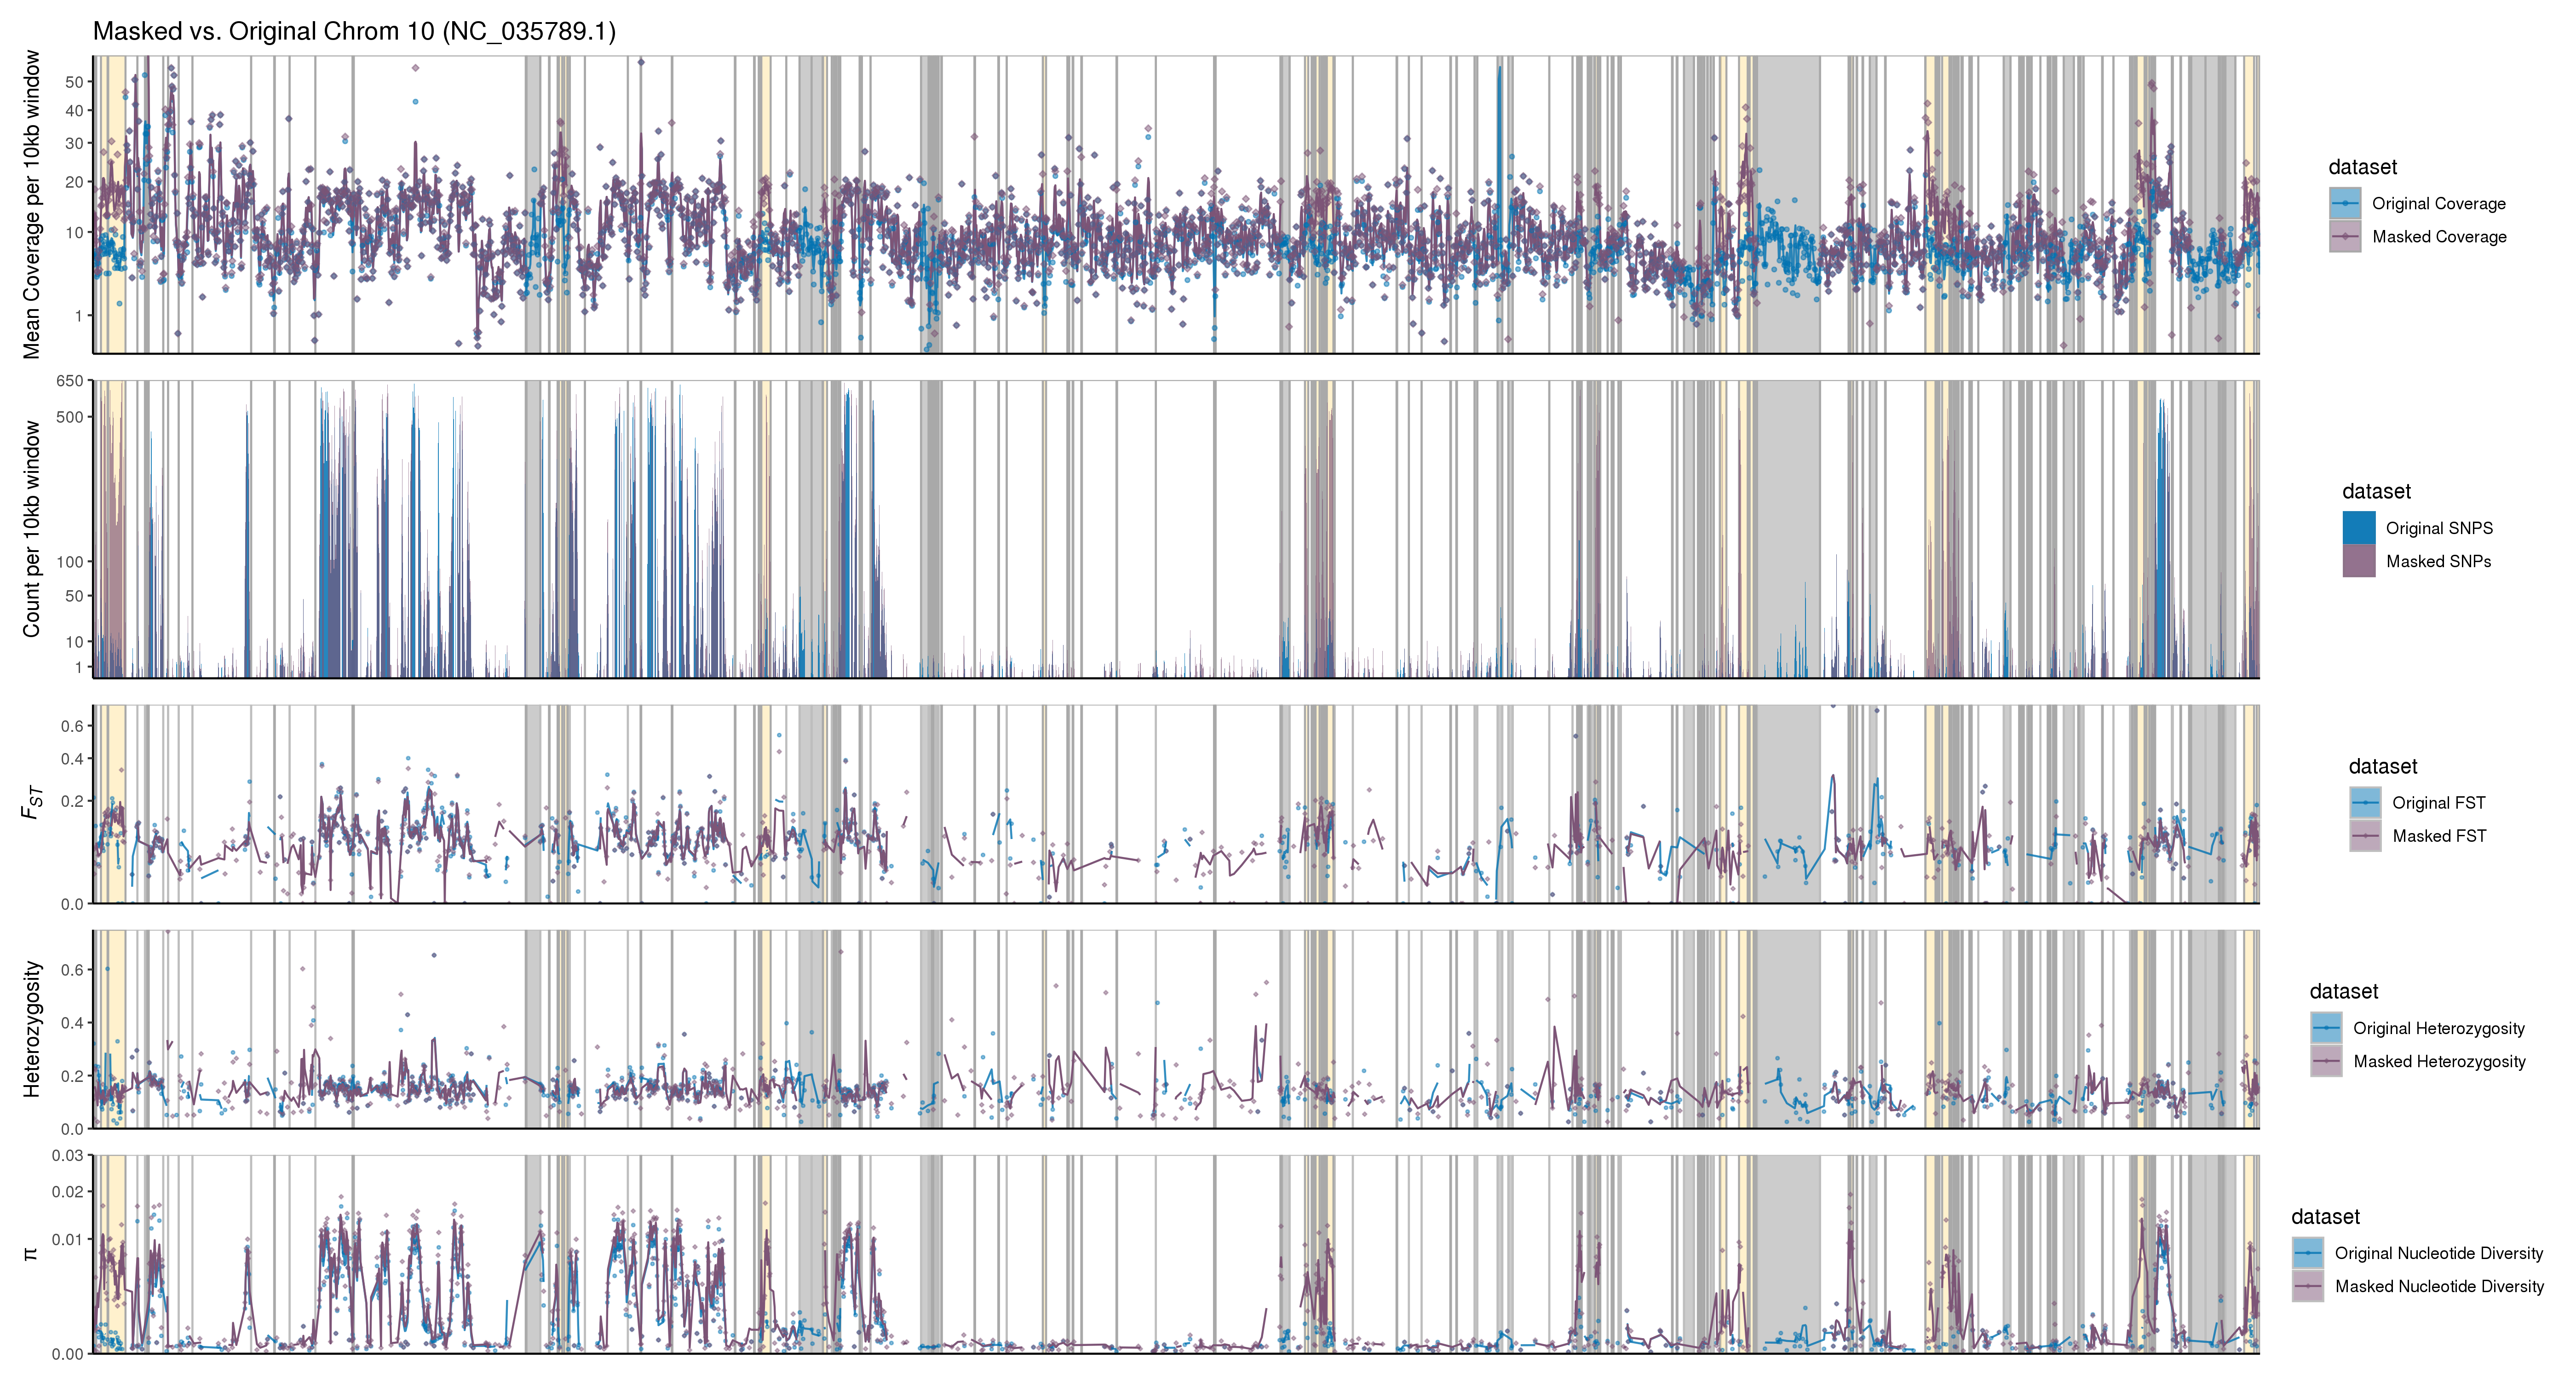 Masked vs. Original Chrom 10 (NC_035789.1)
Mean Coverage per 10kb window
50
40
30
20
10
1
dataset
Original Coverage
Masked Coverage
Count per 10kb window
650
500
100
50
10
1
dataset
Original SNPS
Masked SNPs
FST
0.6
0.4
0.2
0.0
dataset
Original FST
Masked FST
Heterozygosity
0.6
0.4
0.2
0.0
dataset
Original Heterozygosity
Masked Heterozygosity
π
0.03
0.02
0.01
0.00
dataset
Original Nucleotide Diversity
Masked Nucleotide Diversity